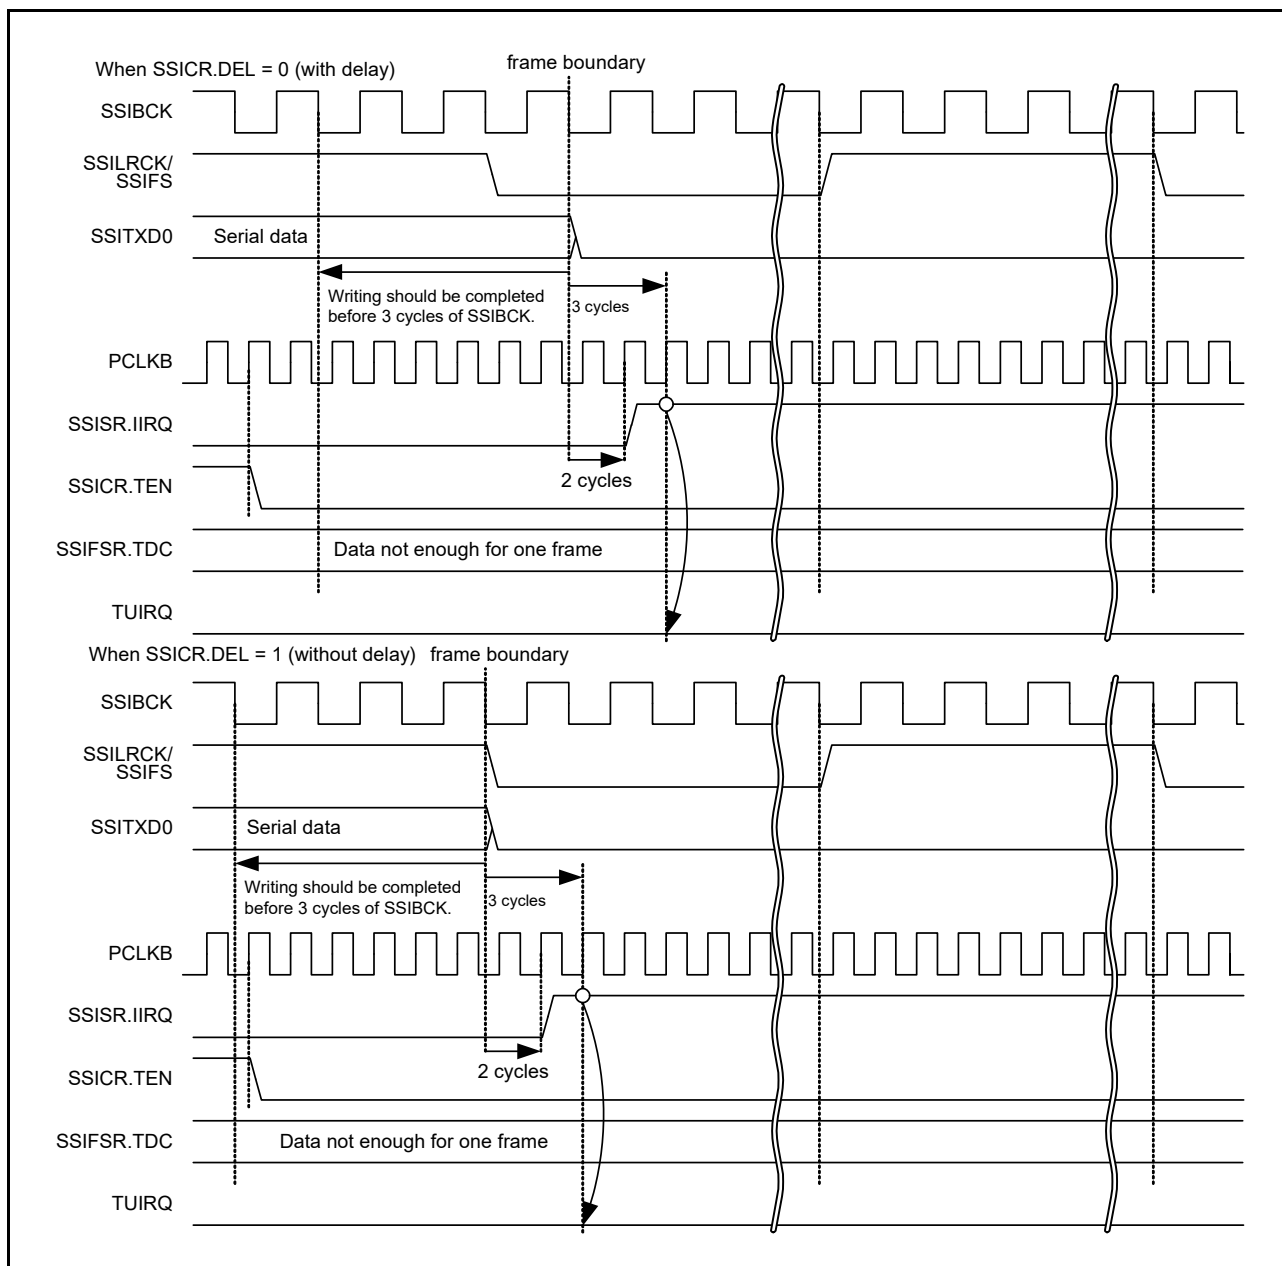 When SSICR.DEL = 0 (with delay)
frame boundary
SSIBCK
SSILRCK/
SSIFS
SSITXD0
Serial data
Writing should be completed
before 3 cycles of SSIBCK.
3 cycles
PCLKB
SSISR.IIRQ
2 cycles
SSICR.TEN
SSIFSR.TDC
Data not enough for one frame
TUIRQ
When SSICR.DEL = 1 (without delay)
frame boundary
SSIBCK
SSILRCK/
SSIFS
SSITXD0
Serial data
Writing should be completed
before 3 cycles of SSIBCK.
3 cycles
PCLKB
SSISR.IIRQ
2 cycles
SSICR.TEN
SSIFSR.TDC
Data not enough for one frame
TUIRQ